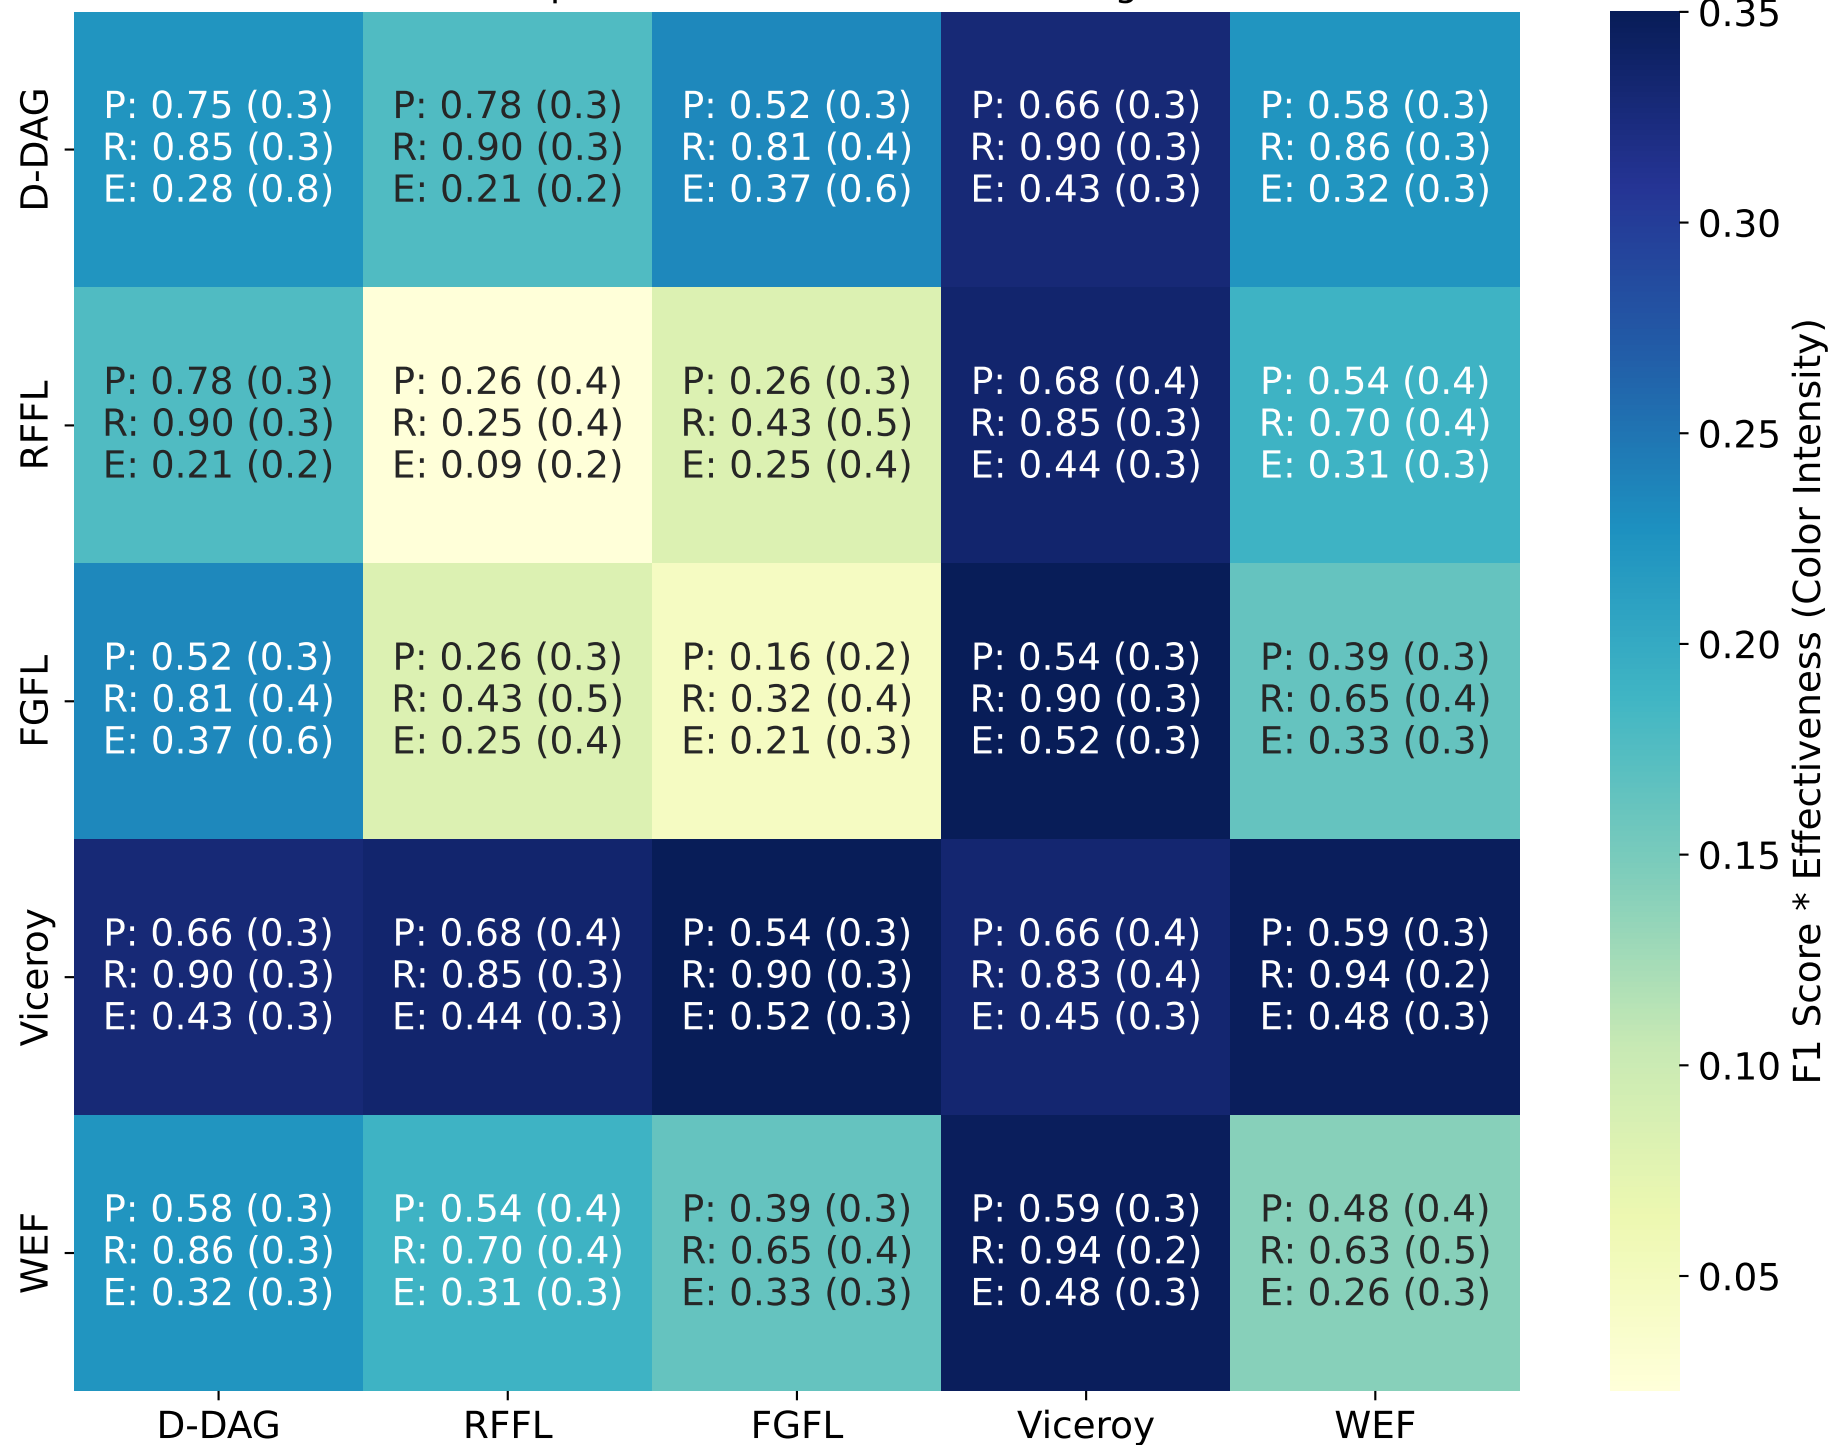 D-DAG
P: 0.75 (0.3)
R: 0.85 (0.3)
E: 0.28 (0.8)
P: 0.78 (0.3)
R: 0.90 (0.3)
E: 0.21 (0.2)
P: 0.52 (0.3)
R: 0.81 (0.4)
E: 0.37 (0.6)
P: 0.66 (0.3)
R: 0.90 (0.3)
E: 0.43 (0.3)
P: 0.58 (0.3)
R: 0.86 (0.3)
E: 0.32 (0.3)
RFFL
P: 0.78 (0.3)
R: 0.90 (0.3)
E: 0.21 (0.2)
P: 0.26 (0.4)
R: 0.25 (0.4)
E: 0.09 (0.2)
P: 0.26 (0.3)
R: 0.43 (0.5)
E: 0.25 (0.4)
P: 0.68 (0.4)
R: 0.85 (0.3)
E: 0.44 (0.3)
P: 0.54 (0.4)
R: 0.70 (0.4)
E: 0.31 (0.3)
FGFL
P: 0.52 (0.3)
R: 0.81 (0.4)
E: 0.37 (0.6)
P: 0.26 (0.3)
R: 0.43 (0.5)
E: 0.25 (0.4)
P: 0.16 (0.2)
R: 0.32 (0.4)
E: 0.21 (0.3)
P: 0.54 (0.3)
R: 0.90 (0.3)
E: 0.52 (0.3)
P: 0.39 (0.3)
R: 0.65 (0.4)
E: 0.33 (0.3)
Viceroy
P: 0.66 (0.3)
R: 0.90 (0.3)
E: 0.43 (0.3)
P: 0.68 (0.4)
R: 0.85 (0.3)
E: 0.44 (0.3)
P: 0.54 (0.3)
R: 0.90 (0.3)
E: 0.52 (0.3)
P: 0.66 (0.4)
R: 0.83 (0.4)
E: 0.45 (0.3)
P: 0.59 (0.3)
R: 0.94 (0.2)
E: 0.48 (0.3)
WEF
P: 0.58 (0.3)
R: 0.86 (0.3)
E: 0.32 (0.3)
P: 0.54 (0.4)
R: 0.70 (0.4)
E: 0.31 (0.3)
P: 0.39 (0.3)
R: 0.65 (0.4)
E: 0.33 (0.3)
P: 0.59 (0.3)
R: 0.94 (0.2)
E: 0.48 (0.3)
P: 0.48 (0.4)
R: 0.63 (0.5)
E: 0.26 (0.3)
D-DAG
RFFL
FGFL
Viceroy
WEF
0.35
0.30
0.25
0.20
0.15
0.10
0.05
F1 Score * Effectiveness (Color Intensity)